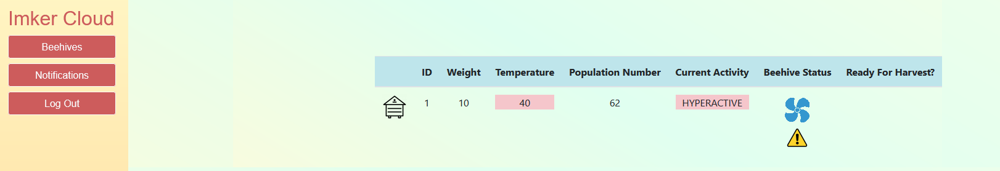 Imker Cloud
Beehives
Notifications
Log Out
ID Weight Temperature Population Number Current Activity Beehive Status Ready For Harvest?
1 10 40 62 HYPERACTIVE